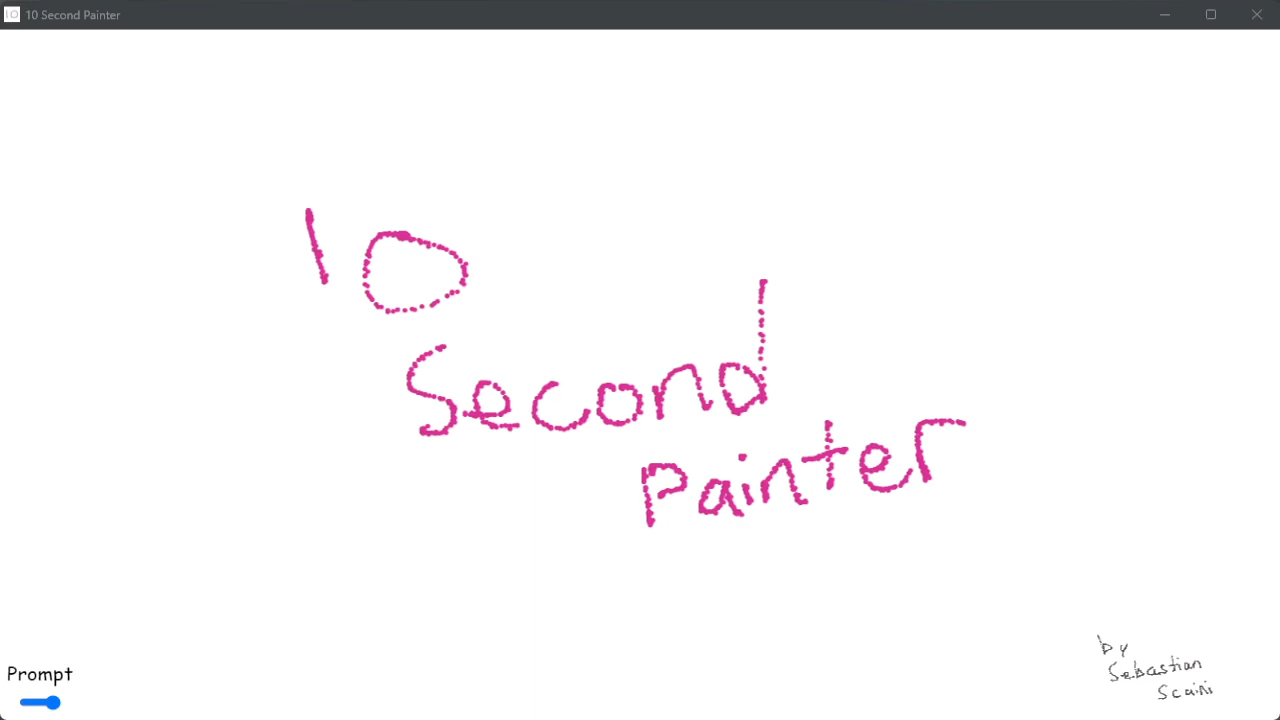 10 Second Painter
10
Second
Painter
Prompt
by
Sebastian
Scaini